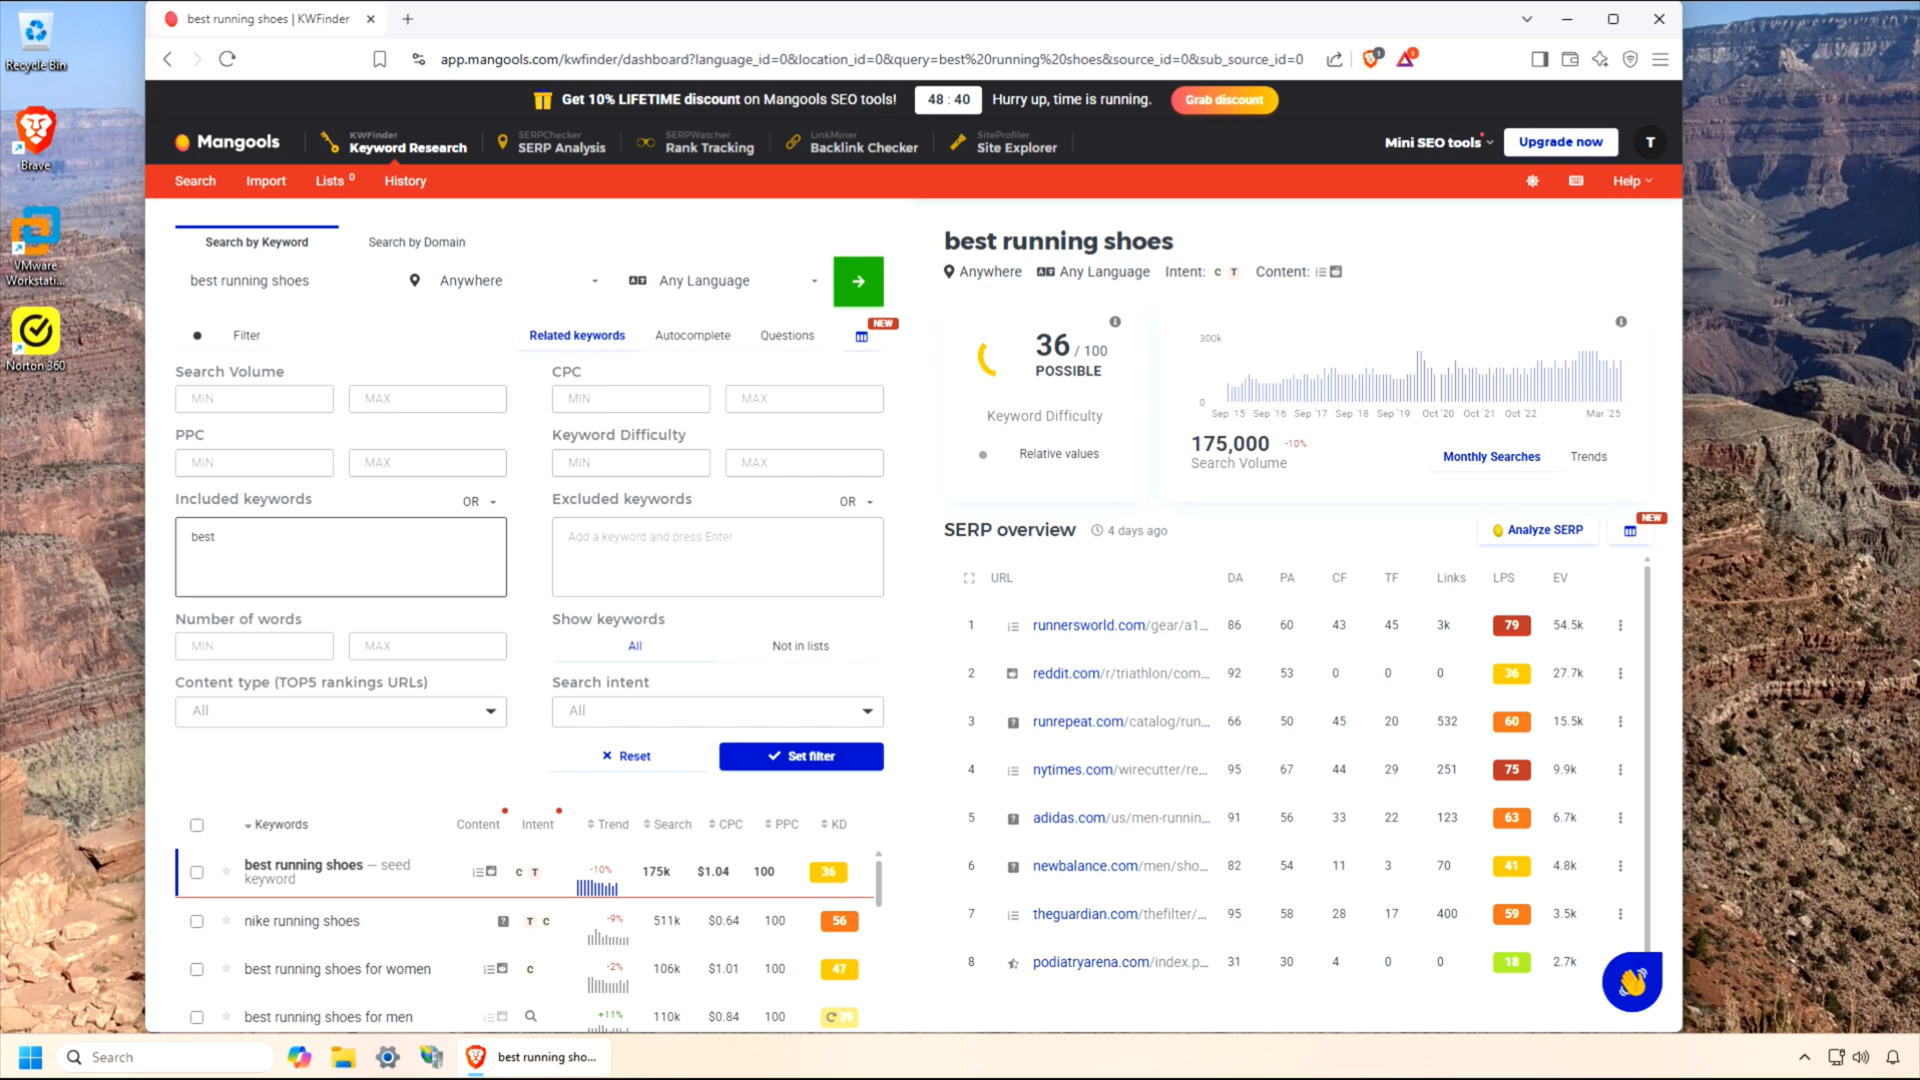 Recycle Bin
Brave
VMware
Workstati...
Norton 360
best running shoes | KWFinder
app.mangools.com/kwfinder/dashboard?language_id=0&location_id=0&query=best%20running%20shoes&source_id=0&sub_source_id=0
1
1
Get 10% LIFETIME discount on Mangools SEO tools!
48 : 40
Hurry up, time is running.
Grab discount
Mangools
KWFinder
Keyword Research
SERPChecker
SERP Analysis
SERPWatcher
Rank Tracking
LinkMiner
Backlink Checker
SiteProfiler
Site Explorer
Mini SEO tools
Upgrade now
T
Search
Import
Lists 0
History
Help
Search by Keyword
Search by Domain
best running shoes
Anywhere
Any Language
Filter
Related keywords
Autocomplete
Questions
NEW
Search Volume
CPC
MIN
MAX
MIN
MAX
PPC
Keyword Difficulty
MIN
MAX
MIN
MAX
Included keywords
OR
Excluded keywords
OR
best
Add a keyword and press Enter
Number of words
Show keywords
MIN
MAX
All
Not in lists
Content type (TOP5 rankings URLs)
Search intent
All
All
Reset
Set filter
Keywords Content Intent Trend Search CPC PPC KD
best running shoes — seed
keyword
C T -10% 175k $1.04 100 36
nike running shoes T C -9% 511k $0.64 100 56
best running shoes for women C -2% 106k $1.01 100 47
best running shoes for men +11% 110k $0.84 100 39
best running shoes
Anywhere Any Language Intent: C T Content:
36 / 100
POSSIBLE
Keyword Difficulty
Relative values
300k
0
Sep '15 Sep '16 Sep '17 Sep '18 Sep '19 Oct '20 Oct '21 Oct '22 Mar '25
175,000 -10%
Search Volume
Monthly Searches
Trends
SERP overview
4 days ago
Analyze SERP
NEW
URL DA PA CF TF Links LPS EV
1 runnersworld.com/gear/a1... 86 60 43 45 3k 79 54.5k
2 reddit.com/r/triathlon/com... 92 53 0 0 0 36 27.7k
3 runrepeat.com/catalog/run... 66 50 45 20 532 60 15.5k
4 nytimes.com/wirecutter/re... 95 67 44 29 251 75 9.9k
5 adidas.com/us/men-runnin... 91 56 33 22 123 63 6.7k
6 newbalance.com/men/sho... 82 54 11 3 70 41 4.8k
7 theguardian.com/thefilter/... 95 58 28 17 400 59 3.5k
8 podiatryarena.com/index.p... 31 30 4 0 0 18 2.7k
Search
best running sho...